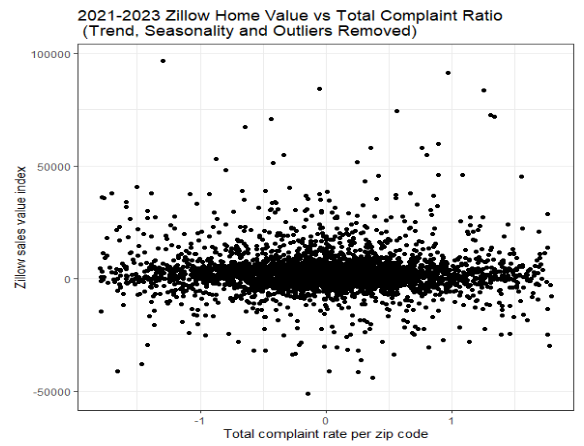 2021-2023 Zillow Home Value vs Total Complaint Ratio
(Trend, Seasonality and Outliers Removed)
100000
50000
0
-50000
Zillow sales value index
-1
0
1
Total complaint rate per zip code